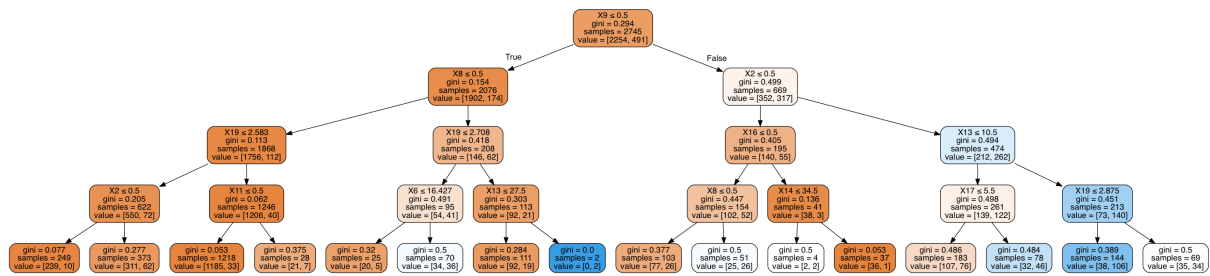 X9 ≤ 0.5
gini = 0.294
samples = 2745
value = [2254, 491]
True
False
X8 ≤ 0.5
gini = 0.154
samples = 2076
value = [1902, 174]
X2 ≤ 0.5
gini = 0.499
samples = 669
value = [352, 317]
X19 ≤ 2.583
gini = 0.113
samples = 1868
value = [1756, 112]
X19 ≤ 2.708
gini = 0.418
samples = 208
value = [146, 62]
X16 ≤ 0.5
gini = 0.405
samples = 195
value = [140, 55]
X13 ≤ 10.5
gini = 0.494
samples = 474
value = [212, 262]
X2 ≤ 0.5
gini = 0.205
samples = 622
value = [550, 72]
X11 ≤ 0.5
gini = 0.062
samples = 1246
value = [1206, 40]
X6 ≤ 16.427
gini = 0.491
samples = 95
value = [54, 41]
X13 ≤ 27.5
gini = 0.303
samples = 113
value = [92, 21]
X8 ≤ 0.5
gini = 0.447
samples = 154
value = [102, 52]
X14 ≤ 34.5
gini = 0.136
samples = 41
value = [38, 3]
X17 ≤ 5.5
gini = 0.498
samples = 261
value = [139, 122]
X19 ≤ 2.875
gini = 0.451
samples = 213
value = [73, 140]
gini = 0.077
samples = 249
value = [239, 10]
gini = 0.277
samples = 373
value = [311, 62]
gini = 0.053
samples = 1218
value = [1185, 33]
gini = 0.375
samples = 28
value = [21, 7]
gini = 0.32
samples = 25
value = [20, 5]
gini = 0.5
samples = 70
value = [34, 36]
gini = 0.284
samples = 111
value = [92, 19]
gini = 0.0
samples = 2
value = [0, 2]
gini = 0.377
samples = 103
value = [77, 26]
gini = 0.5
samples = 51
value = [25, 26]
gini = 0.5
samples = 4
value = [2, 2]
gini = 0.053
samples = 37
value = [36, 1]
gini = 0.486
samples = 183
value = [107, 76]
gini = 0.484
samples = 78
value = [32, 46]
gini = 0.389
samples = 144
value = [38, 106]
gini = 0.5
samples = 69
value = [35, 34]